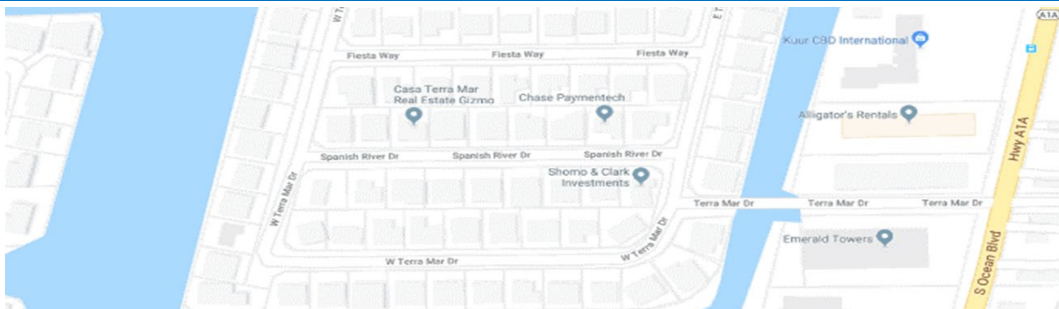 W T
E T
A1A
Kuur CBD International
Fiesta Way
Fiesta Way
Fiesta Way
Casa Terra Mar
Real Estate Gizmo
Chase Paymentech
Alligator's Rentals
Hwy A1A
Spanish River Dr
Spanish River Dr
Spanish River Dr
Shomo & Clark
Investments
W Terra Mar Dr
Terra Mar Dr
Terra Mar Dr
Terra Mar Dr
Emerald Towers
W Terra Mar Dr
W Terra Mar Dr
S Ocean Blvd